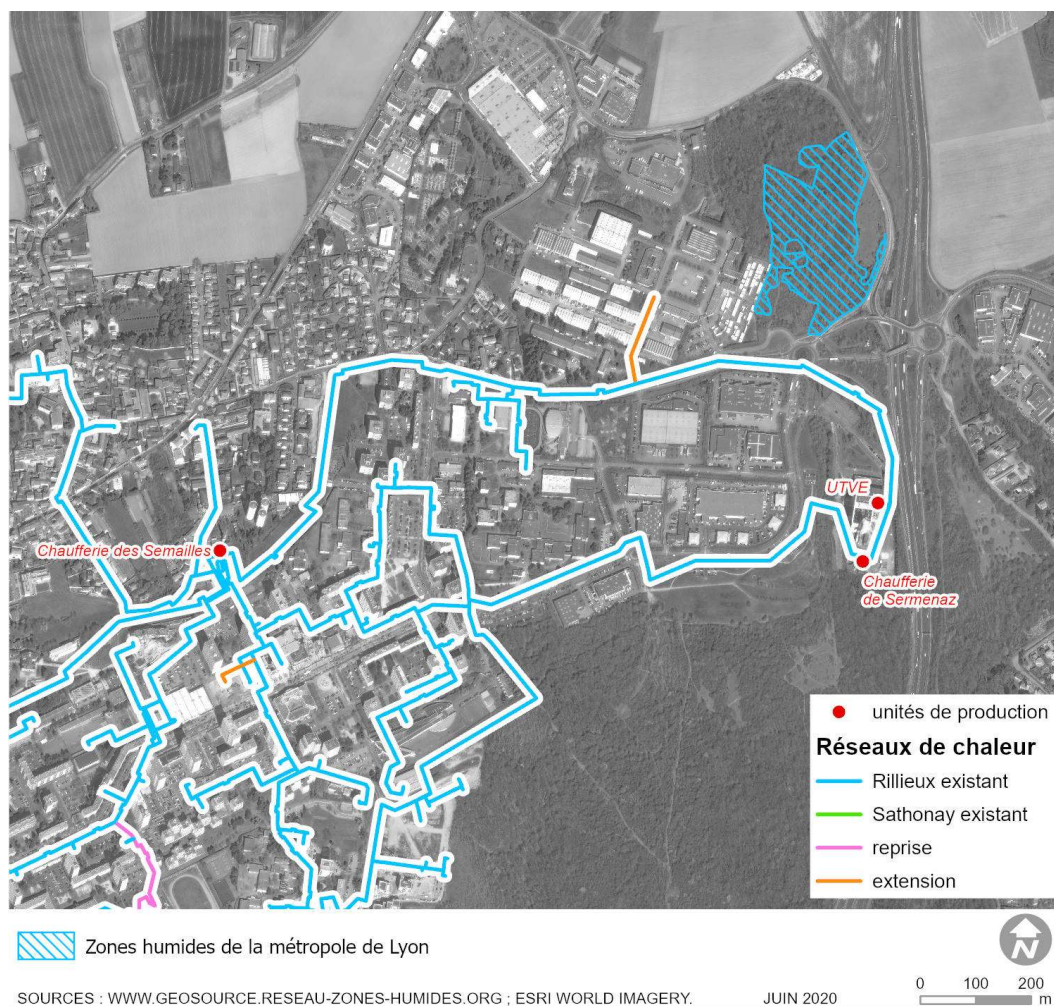 UTVE
Chaufferie des Semailles
Chaufferie
de Sermenaz
unités de production
Réseaux de chaleur
Rillieux existant
Sathonay existant
reprise
extension
Zones humides de la métropole de Lyon
N
SOURCES : WWW.GEOSOURCE.RESEAU-ZONES-HUMIDES.ORG ; ESRI WORLD IMAGERY. JUIN 2020
0 100 200
m